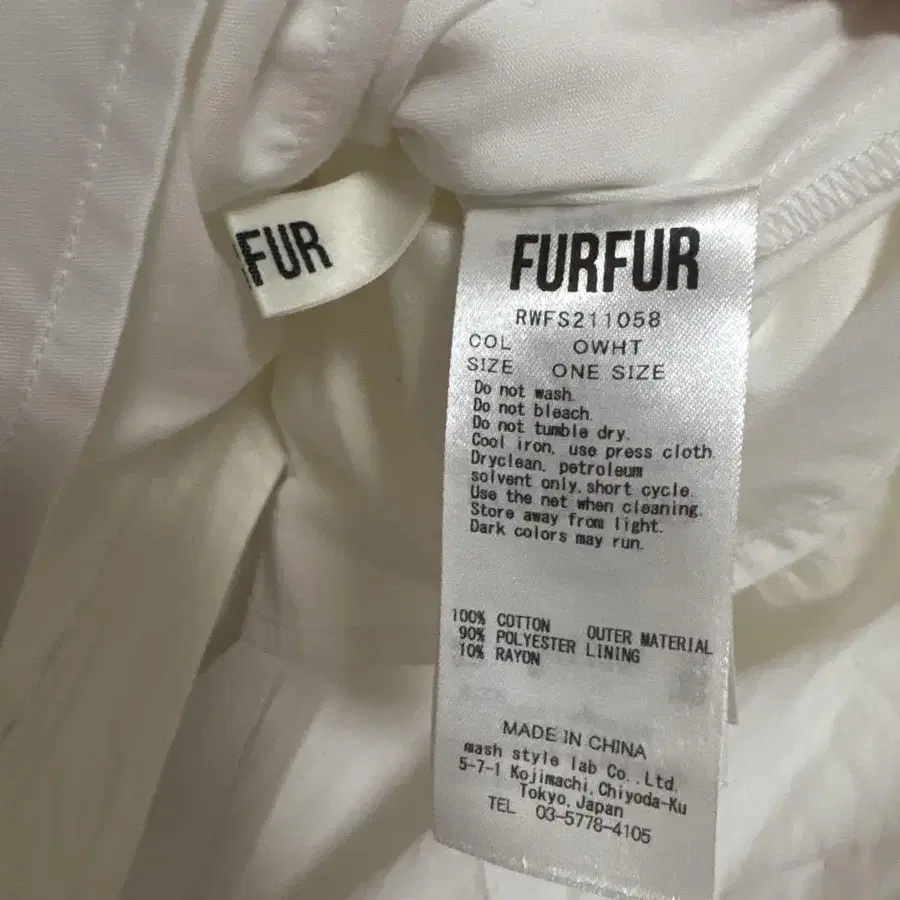 FUR
FURFUR
RWFS211058
COL OWHT
SIZE ONE SIZE
Do not wash.
Do not bleach.
Do not tumble dry.
Cool iron, use press cloth.
Dryclean, petroleum
solvent only, short cycle.
Use the net when cleaning.
Store away from light.
Dark colors may run.
100% COTTON OUTER MATERIAL
90% POLYESTER LINING
10% RAYON
MADE IN CHINA
mash style lab Co., Ltd.
5-7-1 Kojimachi, Chiyoda-Ku
Tokyo, Japan
TEL 03-5778-4105